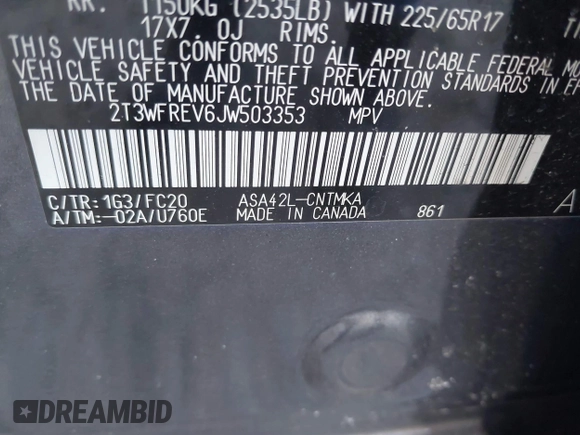 RR. 1150KG (2535LB) WITH 225/65R17
17X7. 0J RIMS.
THIS VEHICLE CONFORMS TO ALL APPLICABLE FEDERAL
VEHICLE SAFETY AND THEFT PREVENTION STANDARDS IN
THE DATE OF MANUFACTURE SHOWN ABOVE.
2T3WFREV6JW503353 MPV
C/TR: 1G3/FC20 ASA42L-CNTMKA
A/TM:-02A/U760E MADE IN CANADA 861 A
DREAMBID